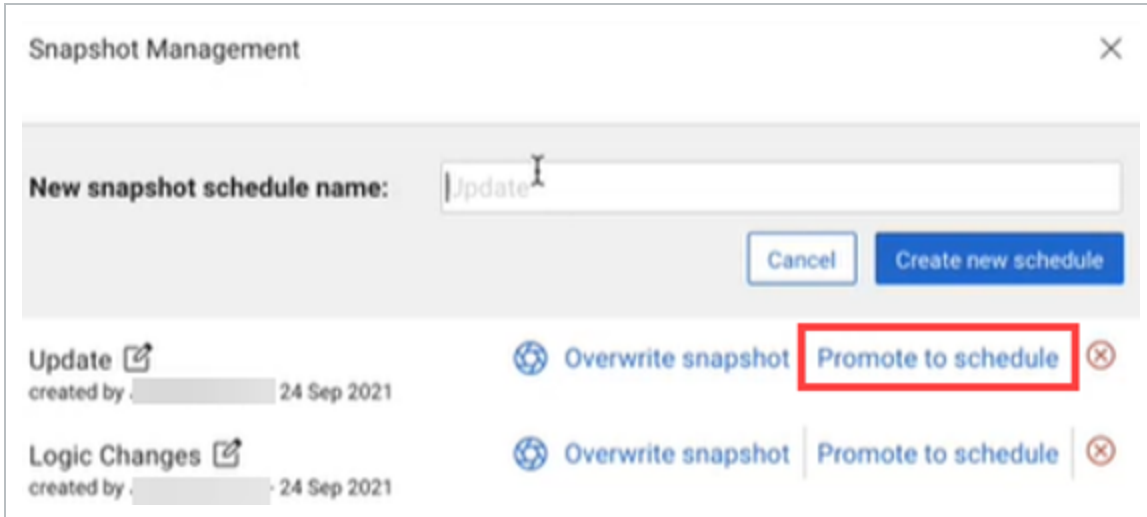 Snapshot Management
New snapshot schedule name:
Update
Cancel
Create new schedule
Update
Overwrite snapshot
Promote to schedule
created by
24 Sep 2021
Logic Changes
Overwrite snapshot
Promote to schedule
created by
24 Sep 2021